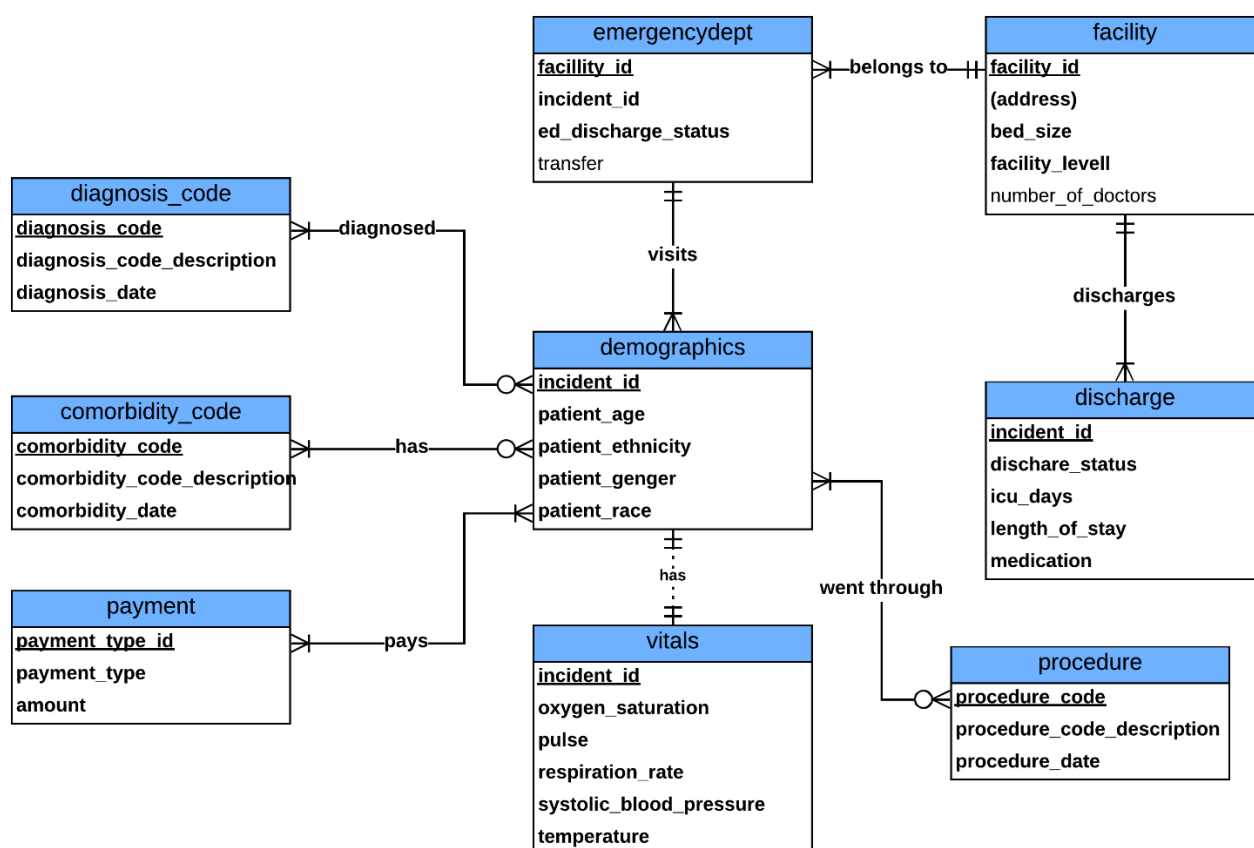 emergencydept
facillity_id
incident_id
ed_discharge_status
transfer
belongs to
facility
facility_id
(address)
bed_size
facility_levell
number_of_doctors
diagnosis_code
diagnosis_code
diagnosis_code_description
diagnosis_date
diagnosed
visits
discharges
demographics
incident_id
patient_age
patient_ethnicity
patient_genger
patient_race
comorbidity_code
comorbidity_code
comorbidity_code_description
comorbidity_date
has
discharge
incident_id
dischare_status
icu_days
length_of_stay
medication
has
went through
payment
payment_type_id
payment_type
amount
pays
vitals
incident_id
oxygen_saturation
pulse
respiration_rate
systolic_blood_pressure
temperature
procedure
procedure_code
procedure_code_description
procedure_date